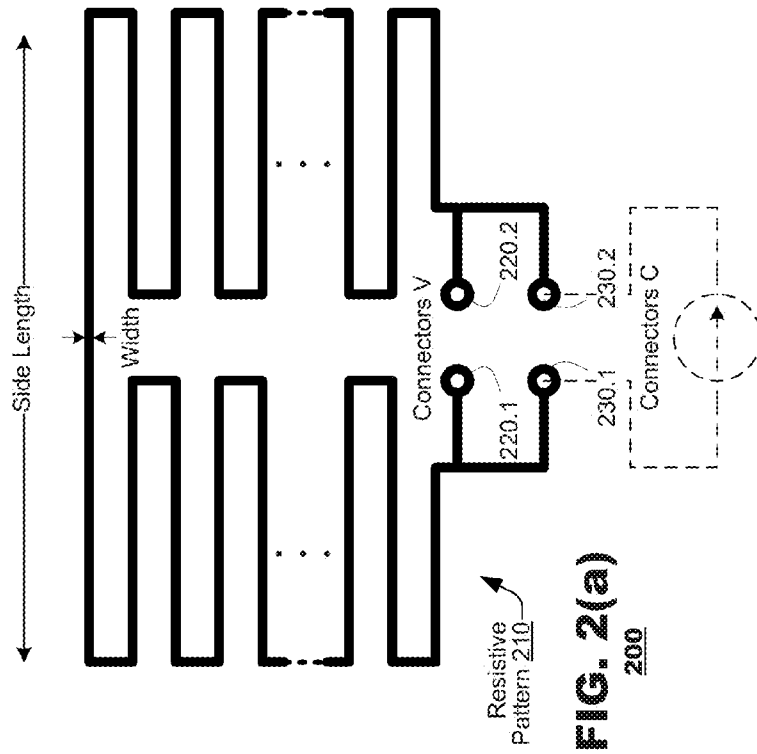 Side Length
Width
Connectors V
220.1
220.2
230.1
230.2
Connectors C
Resistive
Pattern 210
FIG. 2(a)
200